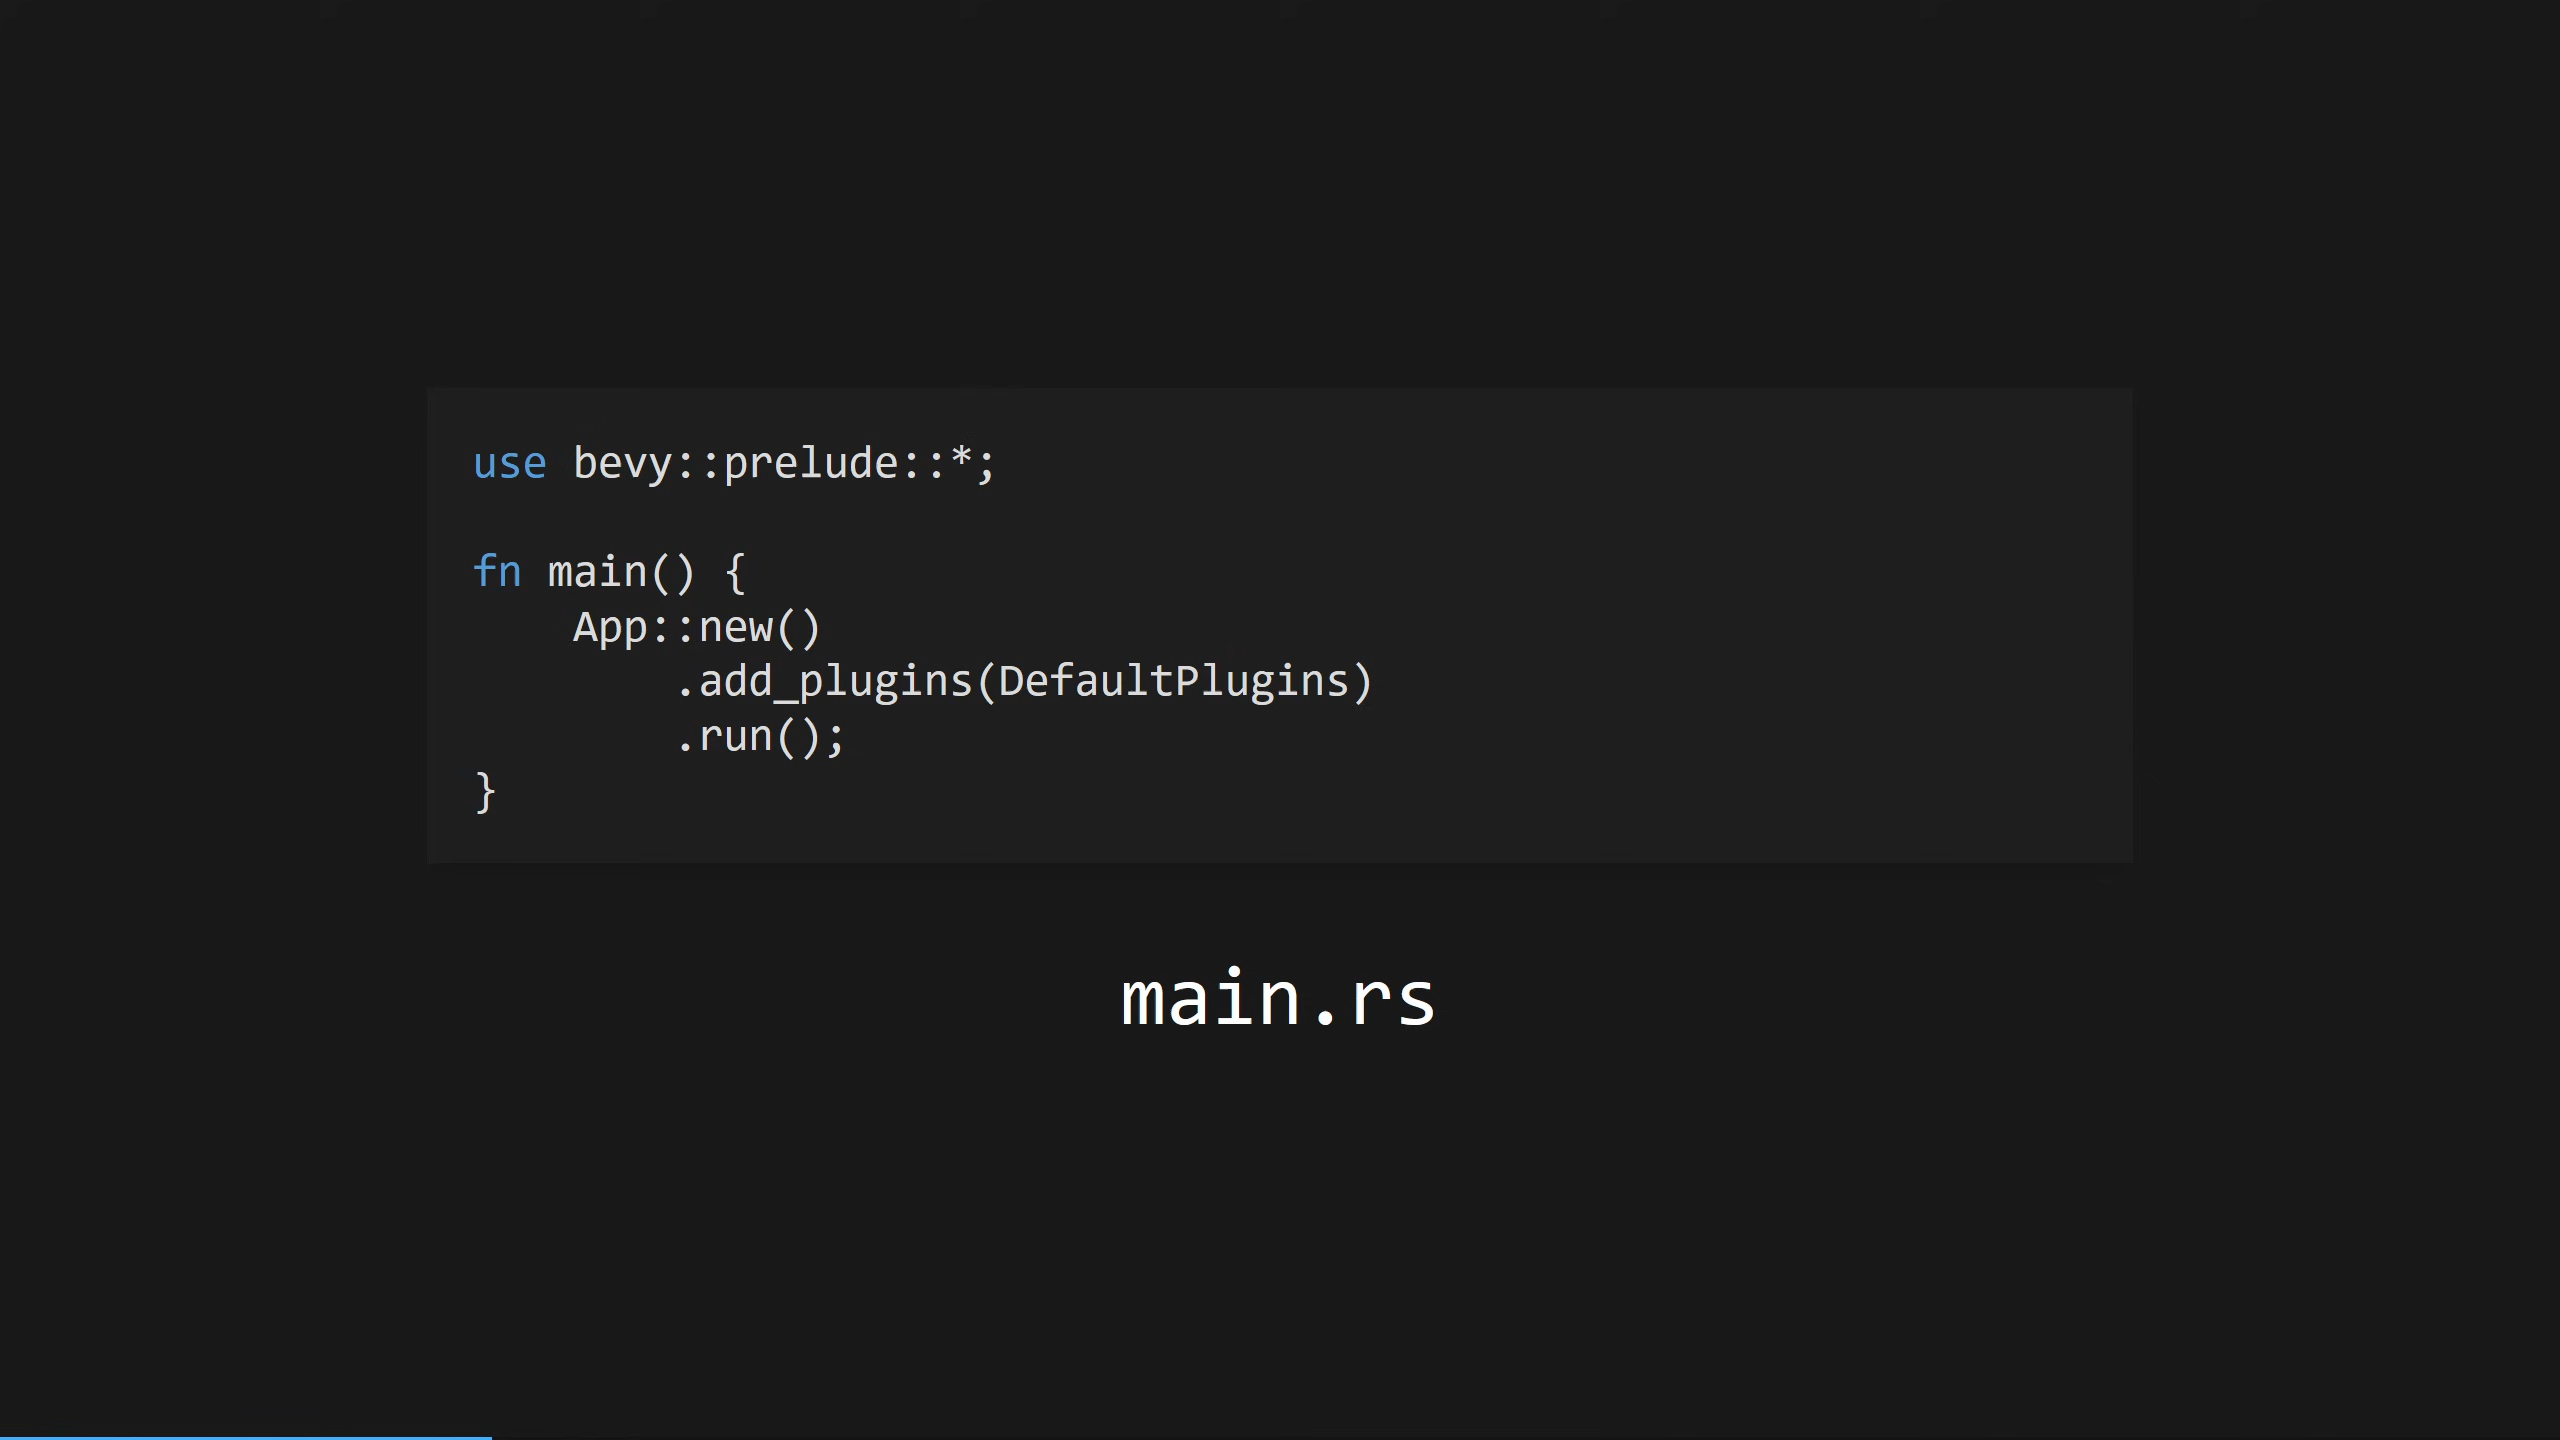 use bevy::prelude::*;
fn main() {
    App::new()
        .add_plugins(DefaultPlugins)
        .run();
}
main.rs